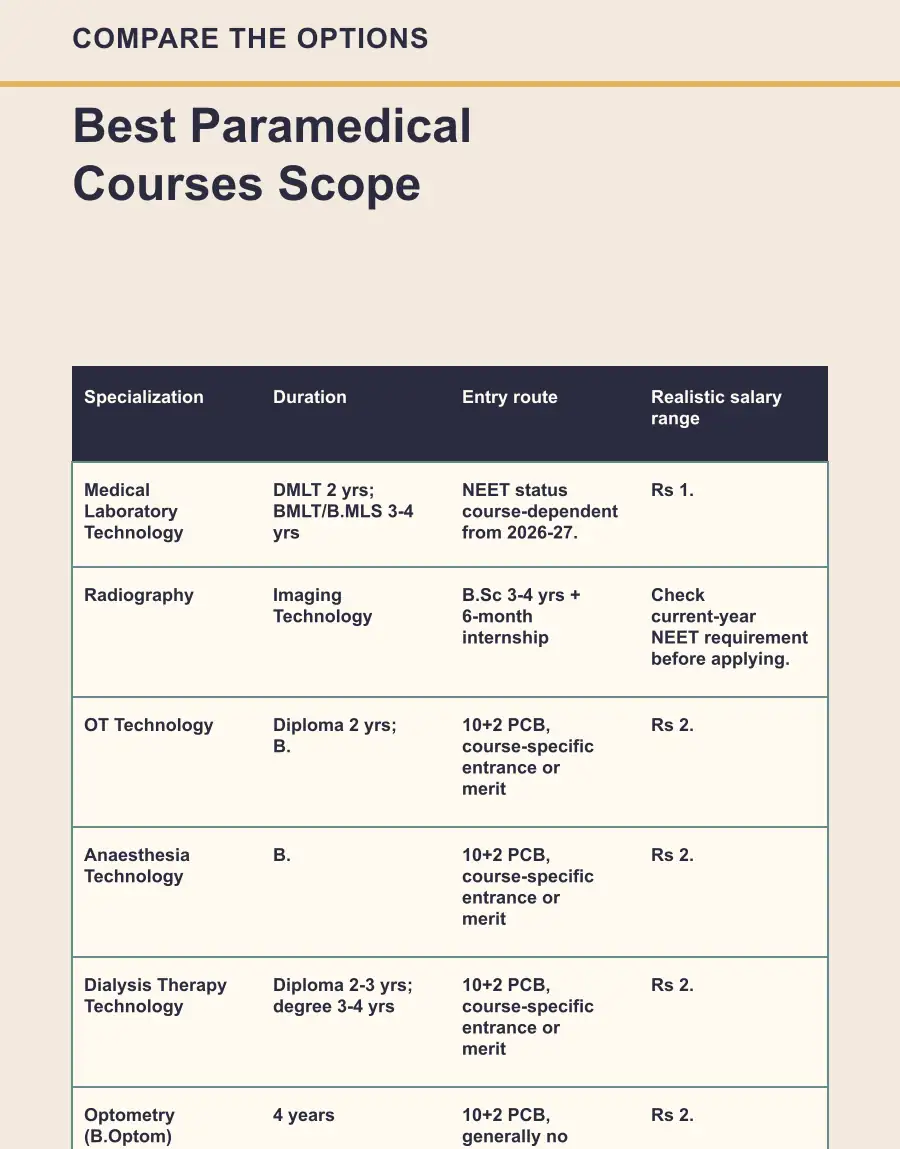 COMPARE THE OPTIONS
Best Paramedical
Courses Scope
Specialization
Duration
Entry route
Realistic salary
range
Medical
Laboratory
Technology
DMLT 2 yrs;
BMLT/B.MLS 3-4
yrs
NEET status
course-dependent
from 2026-27.
Rs 1.
Radiography
Imaging
Technology
B.Sc 3-4 yrs +
6-month
internship
Check
current-year
NEET requirement
before applying.
OT Technology
Diploma 2 yrs;
B.
10+2 PCB,
course-specific
entrance or
merit
Rs 2.
Anaesthesia
Technology
B.
10+2 PCB,
course-specific
entrance or
merit
Rs 2.
Dialysis Therapy
Technology
Diploma 2-3 yrs;
degree 3-4 yrs
10+2 PCB,
course-specific
entrance or
merit
Rs 2.
Optometry
(B.Optom)
4 years
10+2 PCB,
generally no
Rs 2.